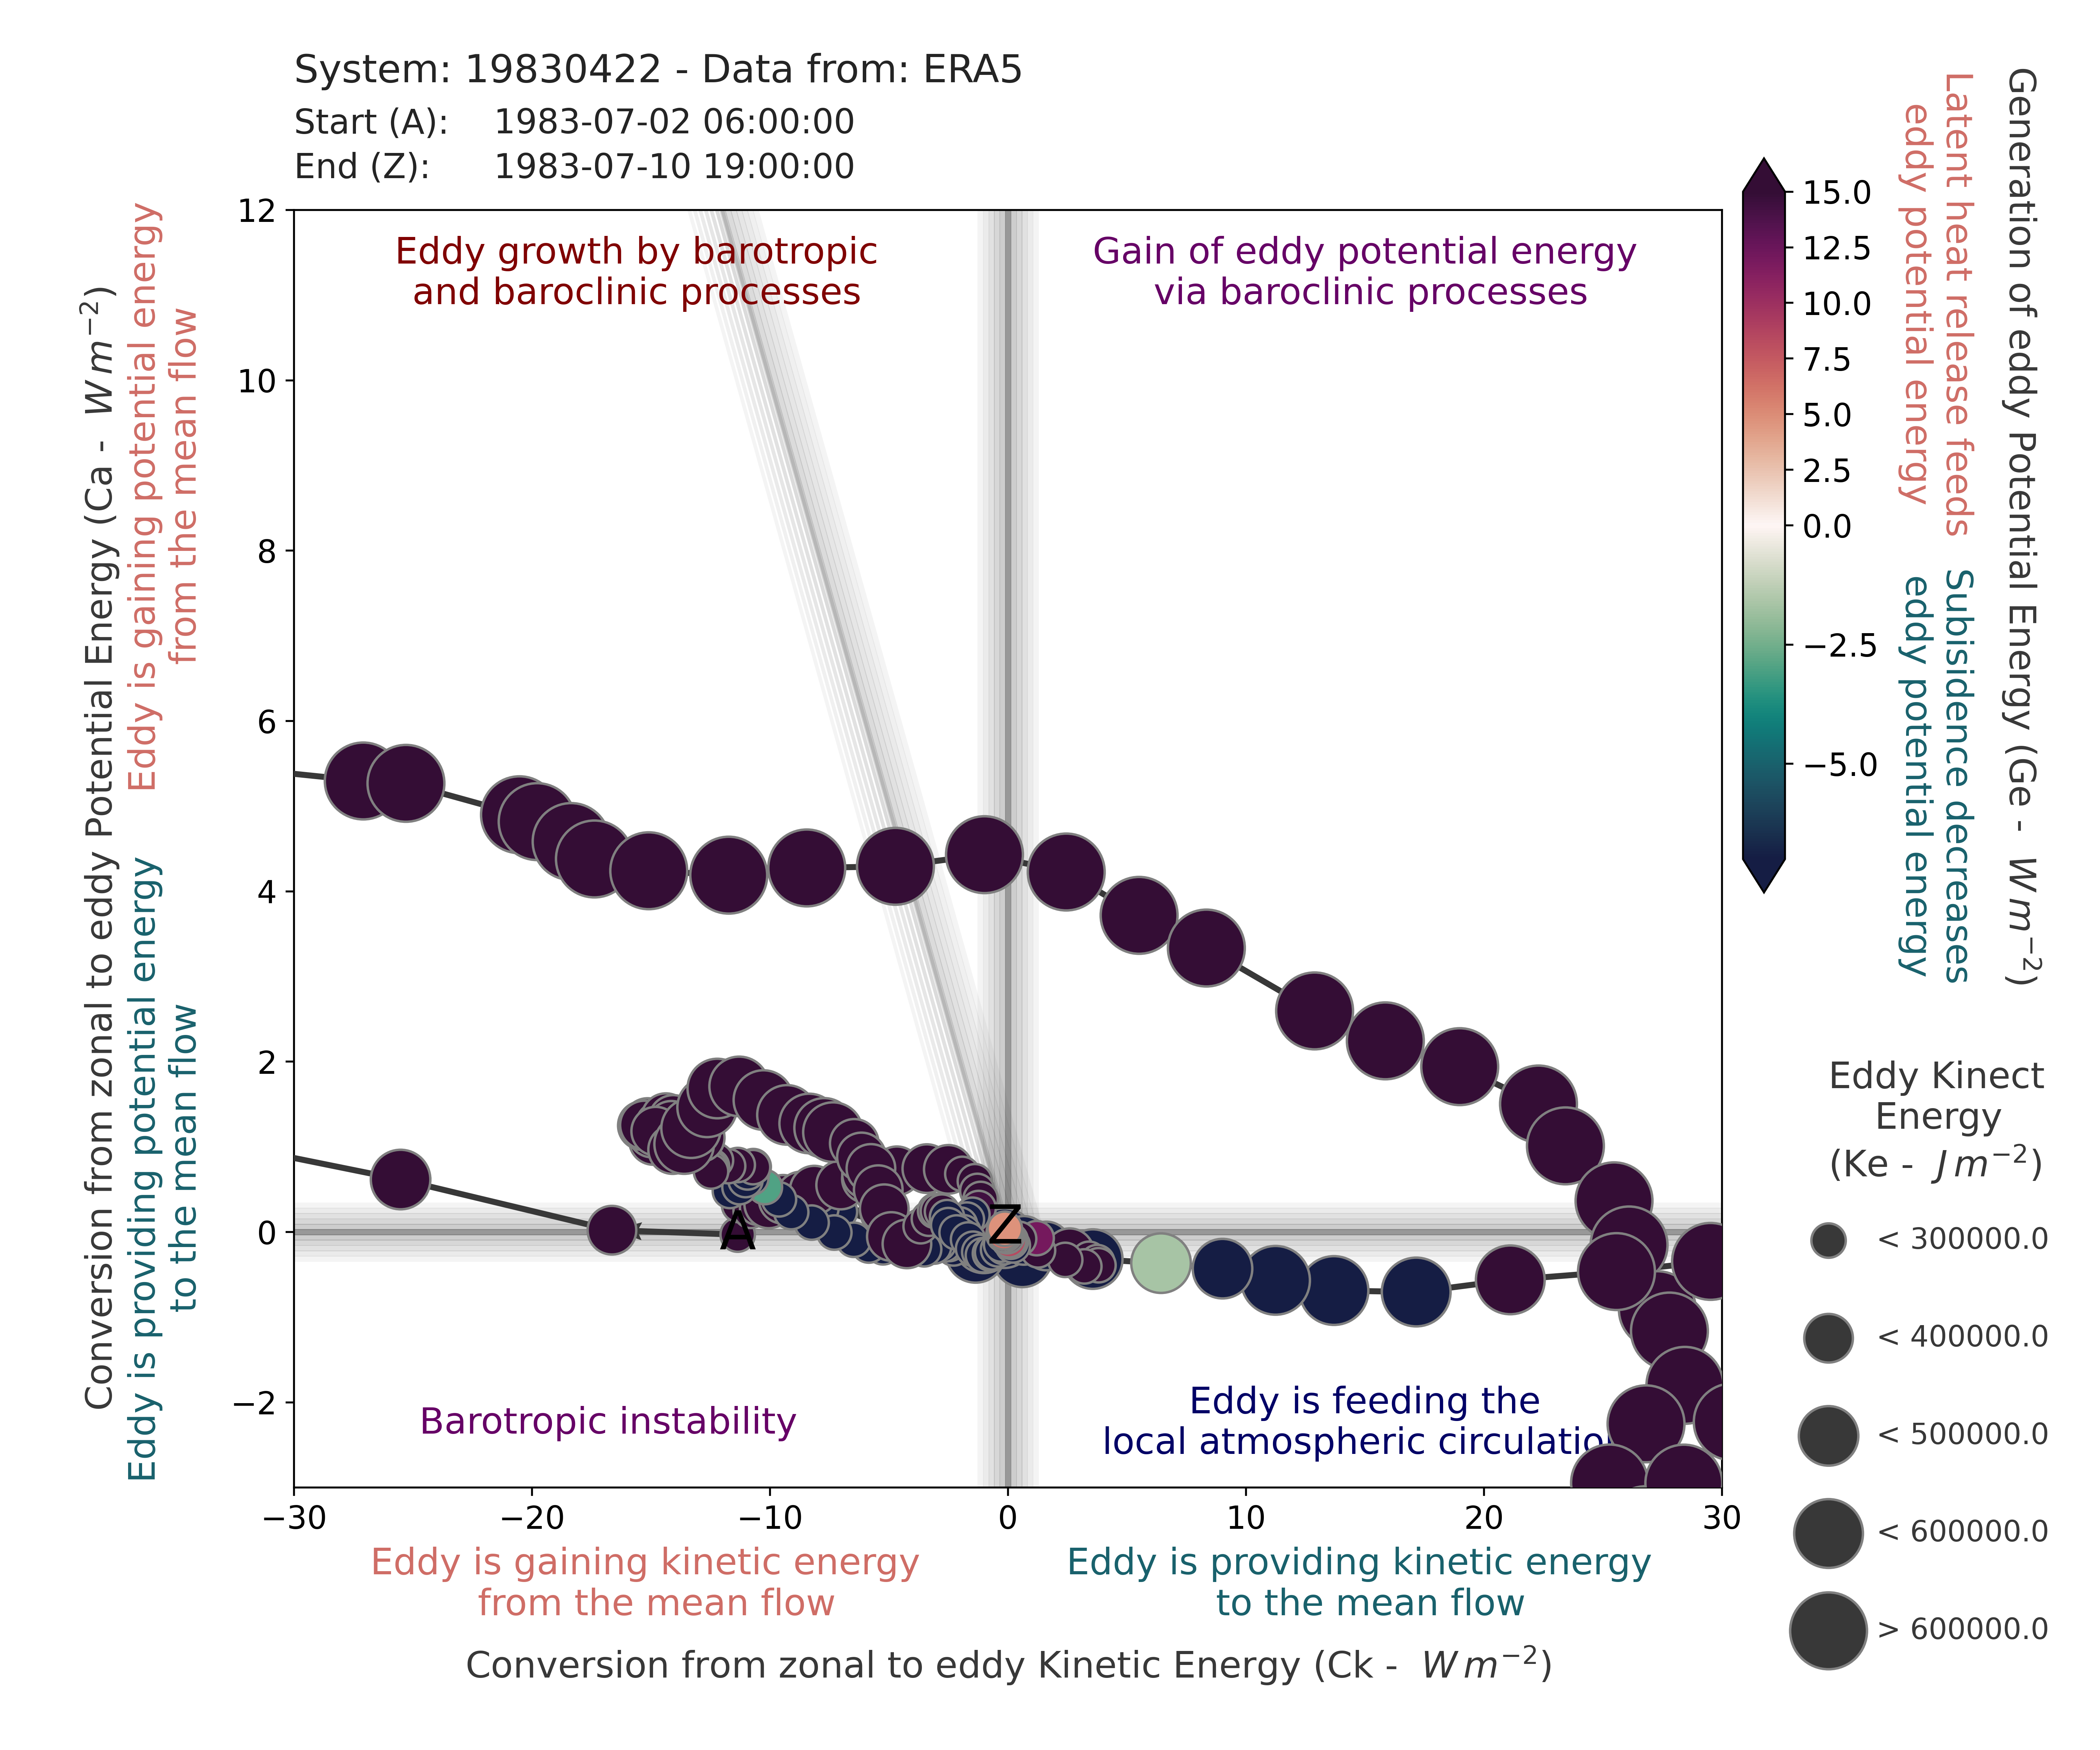 System: 19830422 - Data from: ERA5
Start (A): 1983-07-02 06:00:00
End (Z): 1983-07-10 19:00:00
Conversion from zonal to eddy Potential Energy (Ca - W m⁻²)
Eddy is gaining potential energy
from the mean flow
Eddy is providing potential energy
to the mean flow
12
10
8
6
4
2
0
−2
Eddy growth by barotropic
and baroclinic processes
Gain of eddy potential energy
via baroclinic processes
A
Z
Barotropic instability
Eddy is feeding the
local atmospheric circulatio
−30
−20
−10
0
10
20
30
Eddy is gaining kinetic energy
from the mean flow
Eddy is providing kinetic energy
to the mean flow
Conversion from zonal to eddy Kinetic Energy (Ck - W m⁻²)
15.0
12.5
10.0
7.5
5.0
2.5
0.0
−2.5
−5.0
Latent heat release feeds
eddy potential energy
Subisidence decreases
eddy potential energy
Generation of eddy Potential Energy (Ge - W m⁻²)
Eddy Kinect
Energy
(Ke - J m⁻²)
< 300000.0
< 400000.0
< 500000.0
< 600000.0
> 600000.0